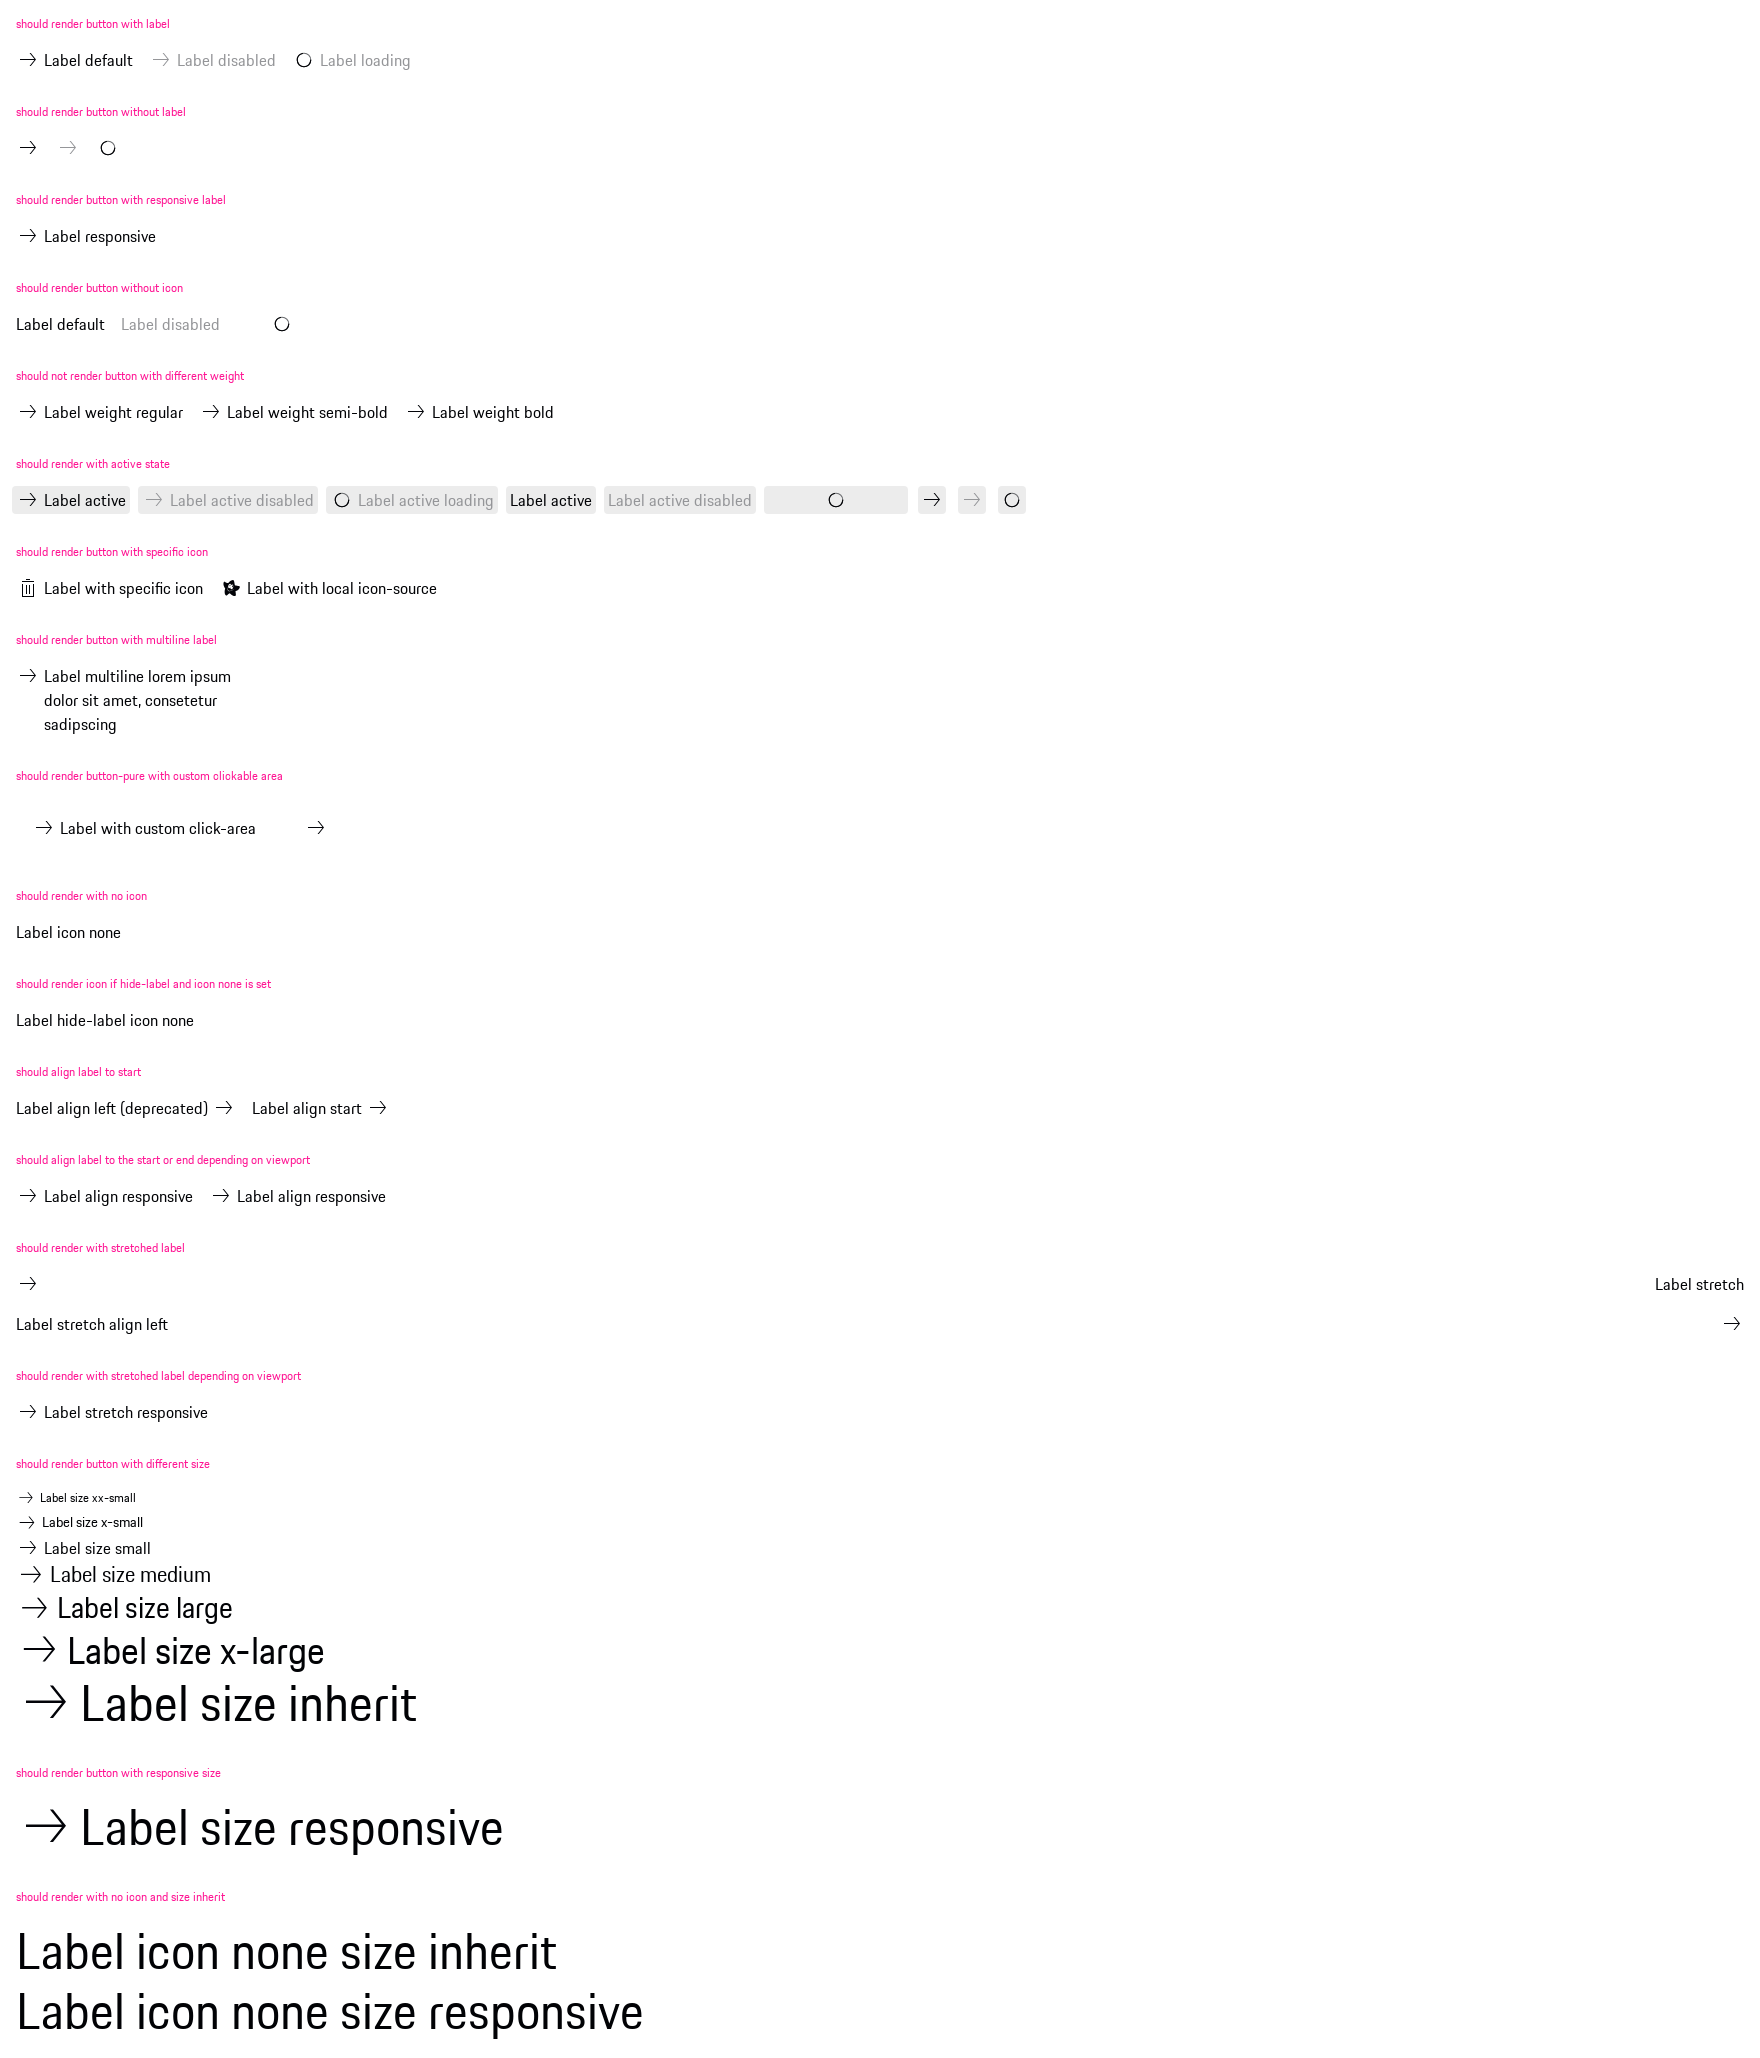 should render button with label
Label default Label disabled Label loading
should render button without label
should render button with responsive label
Label responsive
should render button without icon
Label default Label disabled
should not render button with different weight
Label weight regular Label weight semi-bold Label weight bold
should render with active state
Label active Label active disabled Label active loading Label active Label active disabled
should render button with specific icon
Label with specific icon Label with local icon-source
should render button with multiline label
Label multiline lorem ipsum
dolor sit amet, consetetur
sadipscing
should render button-pure with custom clickable area
Label with custom click-area
should render with no icon
Label icon none
should render icon if hide-label and icon none is set
Label hide-label icon none
should align label to start
Label align left (deprecated) Label align start
should align label to the start or end depending on viewport
Label align responsive Label align responsive
should render with stretched label
Label stretch
Label stretch align left
should render with stretched label depending on viewport
Label stretch responsive
should render button with different size
Label size xx-small
Label size x-small
Label size small
Label size medium
Label size large
Label size x-large
Label size inherit
should render button with responsive size
Label size responsive
should render with no icon and size inherit
Label icon none size inherit
Label icon none size responsive